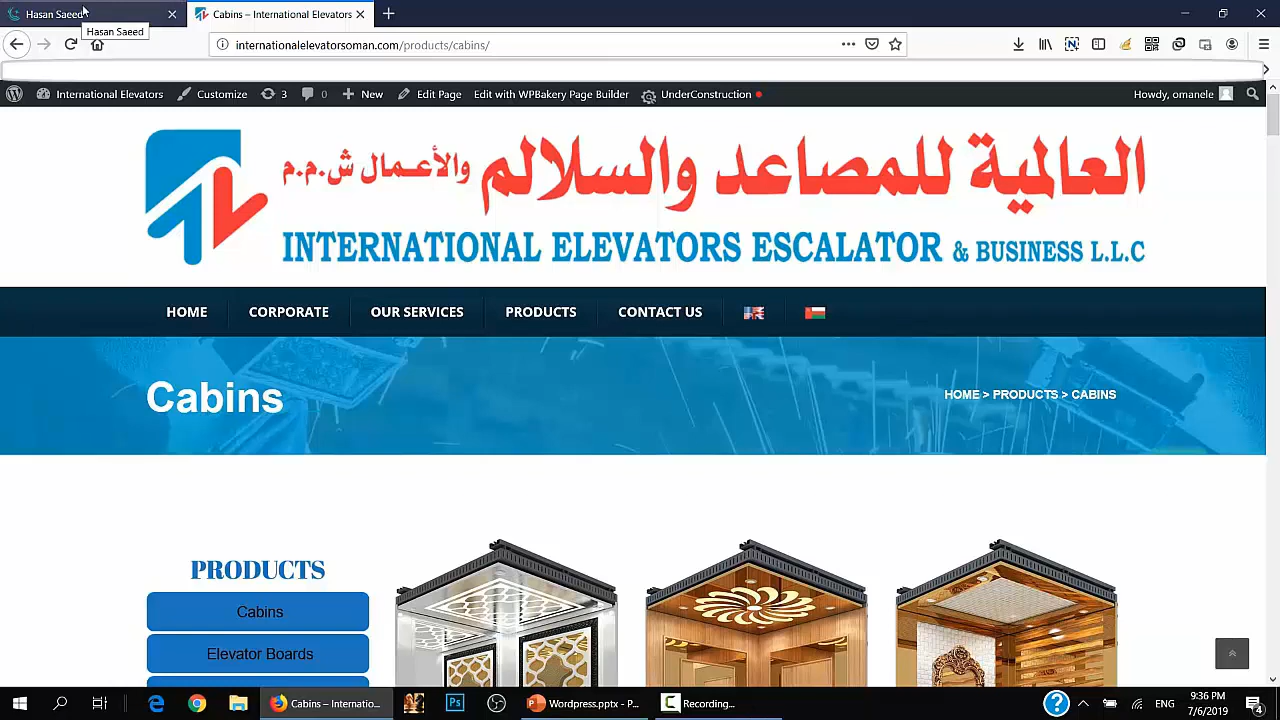 Hasan Saeed
Cabins – International Elevators
Hasan Saeed
internationalelevatorsoman.com/products/cabins/
International Elevators
Customize
3
0
New
Edit Page
Edit with WPBakery Page Builder
UnderConstruction
Howdy, omanele
العالمية للمصاعد والسلالم والأعمال ش.م.م
INTERNATIONAL ELEVATORS ESCALATOR & BUSINESS L.L.C
HOME
CORPORATE
OUR SERVICES
PRODUCTS
CONTACT US
Cabins
HOME > PRODUCTS > CABINS
PRODUCTS
Cabins
Elevator Boards
Cabins – Internatio...
Ps
Wordpress.pptx - P...
Recording...
ENG
9:36 PM
7/6/2019
4